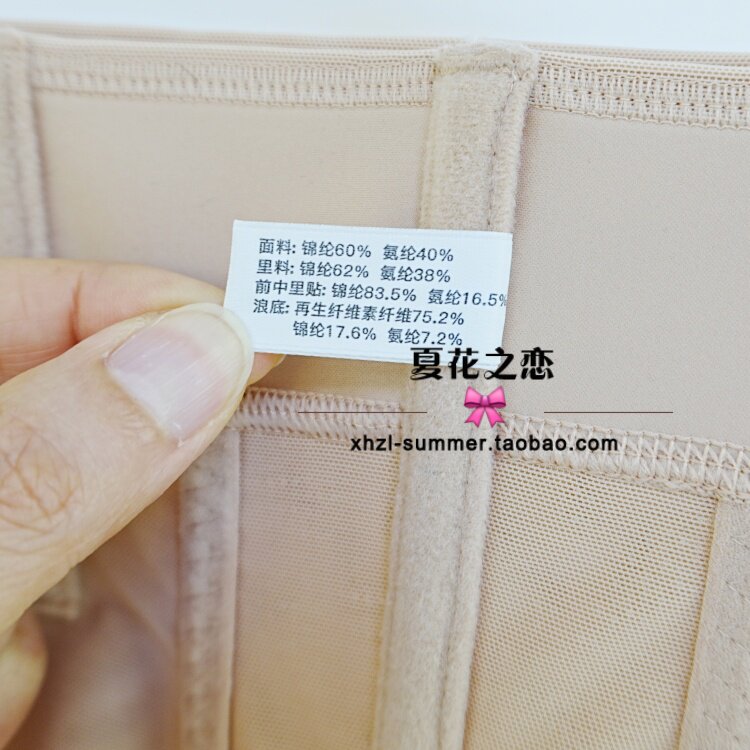 面料: 锦纶60% 氨纶40%
里料: 锦纶62% 氨纶38%
前中里贴: 锦纶83.5% 氨纶16.5%
浪底: 再生纤维素纤维75.2%
锦纶17.6% 氨纶7.2%
夏花之恋
xhzl-summer.taobao.com